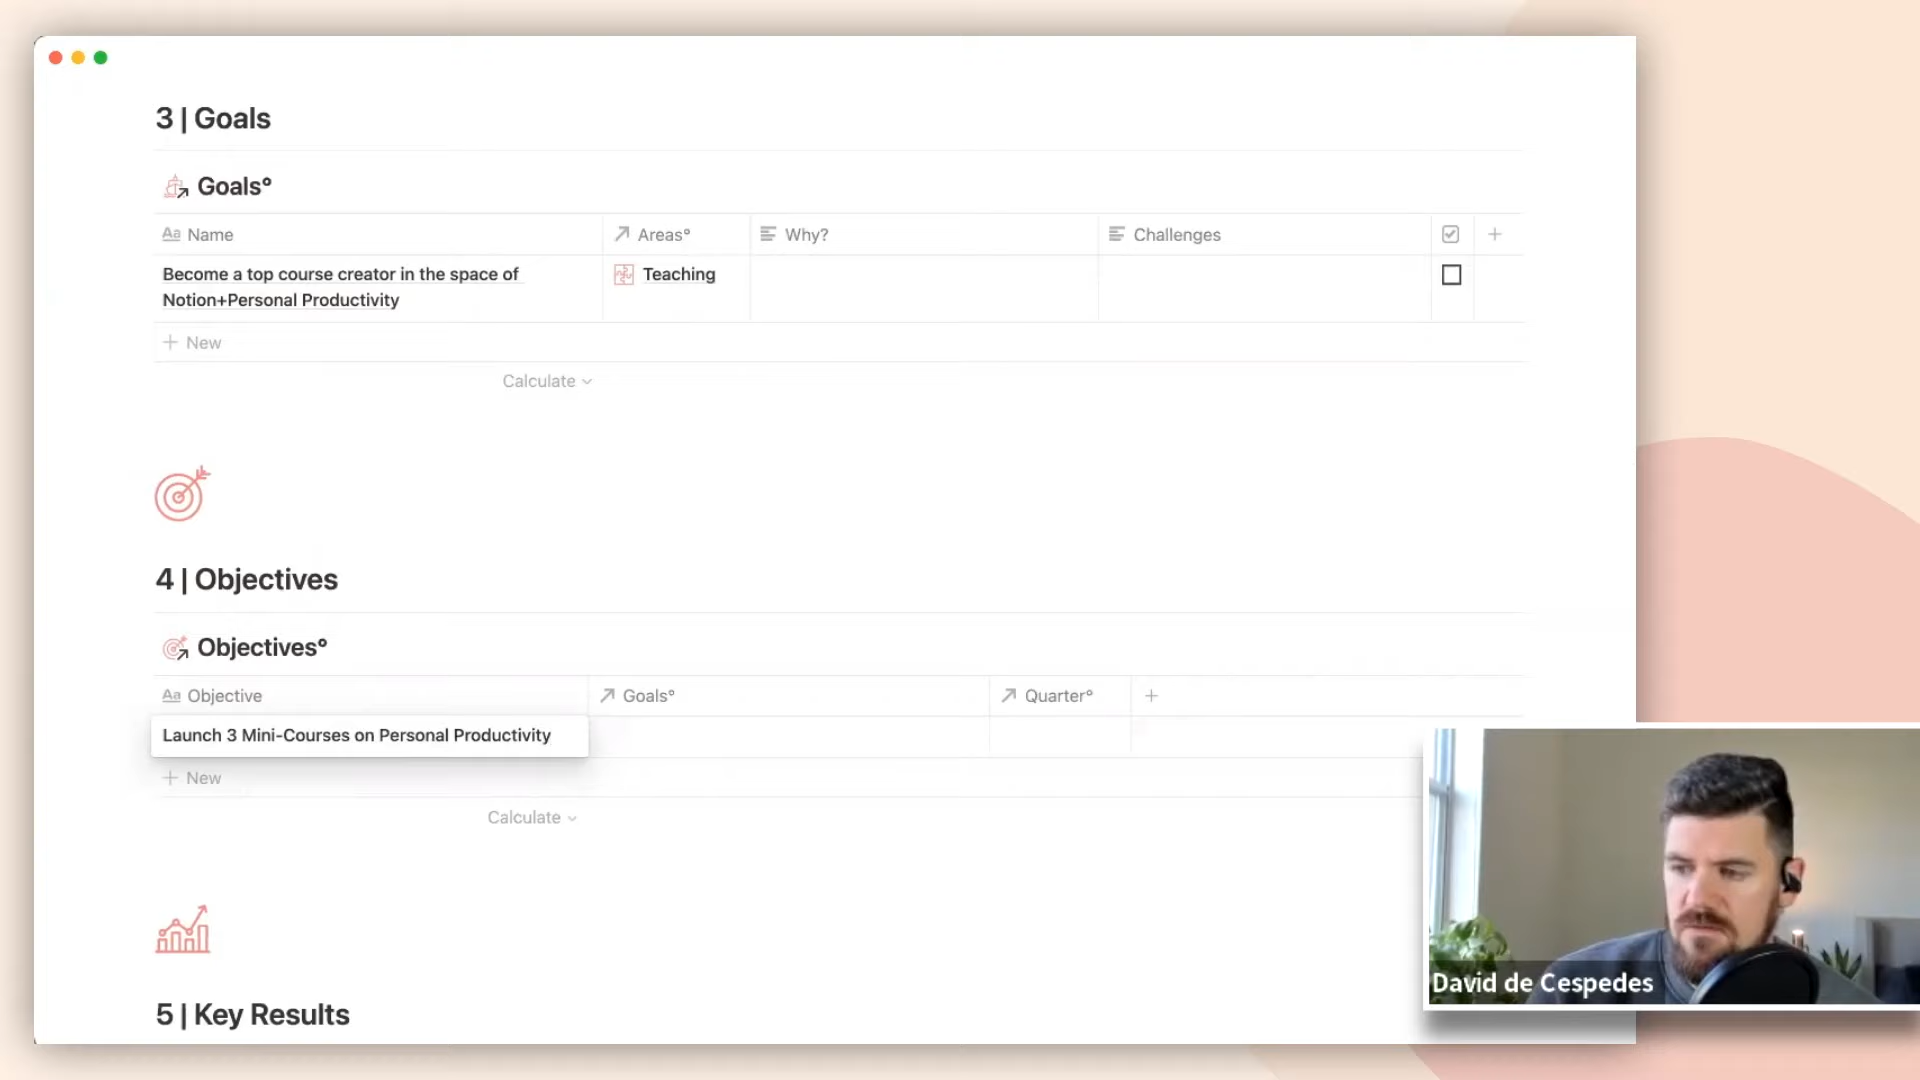 3 | Goals
Goals°
Aa Name
Areas°
Why?
Challenges
Become a top course creator in the space of
Notion+Personal Productivity
Teaching
New
Calculate
4 | Objectives
Objectives°
Aa Objective
Goals°
Quarter°
Launch 3 Mini-Courses on Personal Productivity
New
Calculate
David de Cespedes
5 | Key Results